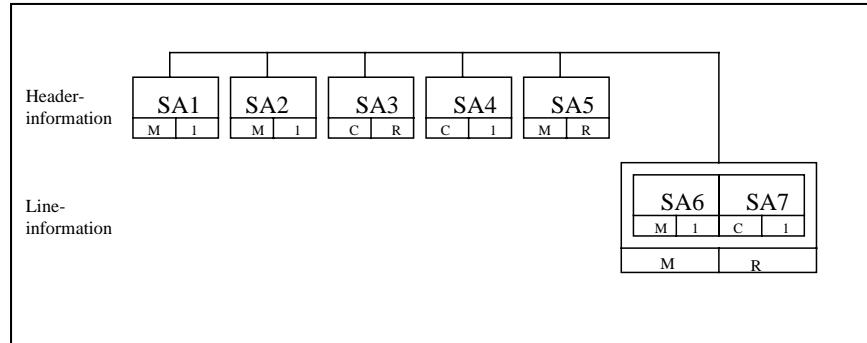 Header-
information
SA1 SA2 SA3 SA4 SA5
M 1 M 1 C R C 1 M R
Line-
information
SA6 SA7
M 1 C 1
M R